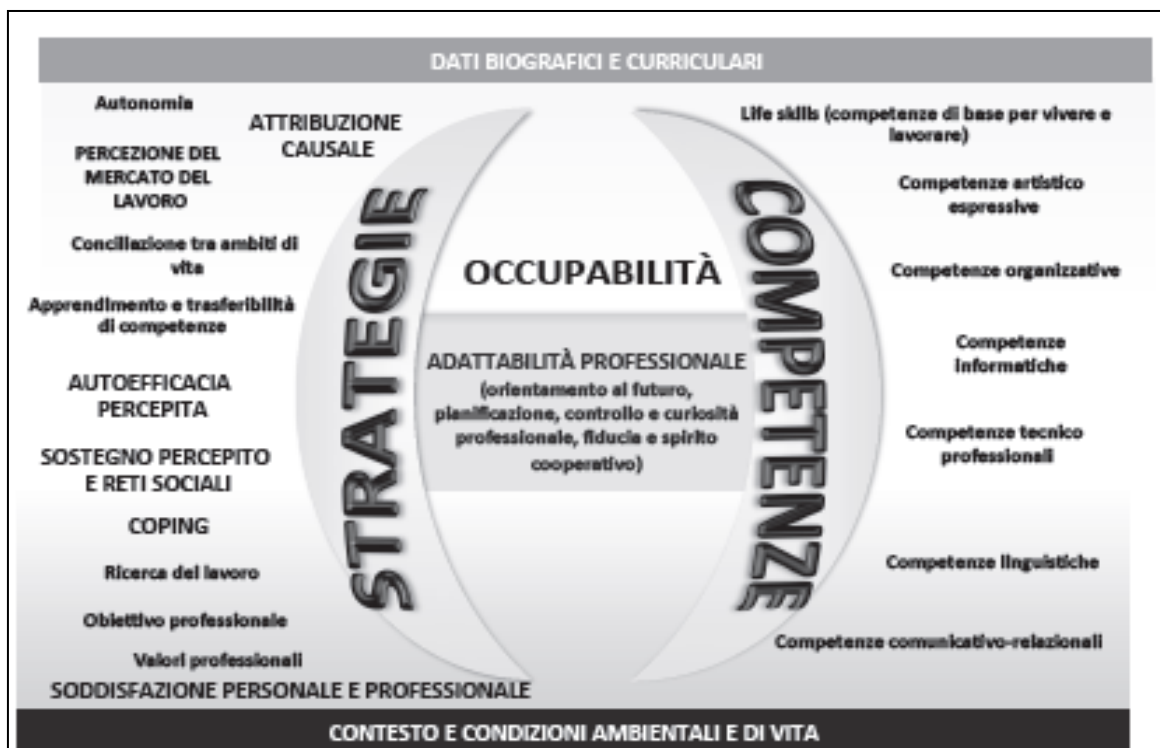 DATI BIOGRAFICI E CURRICULARI
Autonomia
ATTRIBUZIONE
CAUSALE
PERCEZIONE DEL
MERCATO DEL
LAVORO
Conciliazione tra ambiti di
vita
Apprendimento e trasferibilità
di competenze
AUTOEFFICACIA
PERCEPITA
SOSTEGNO PERCEPITO
E RETI SOCIALI
COPING
Ricerca del lavoro
Obiettivo professionale
Valori professionali
SODDISFAZIONE PERSONALE E PROFESSIONALE
STRATEGIE
OCCUPABILITÀ
ADATTABILITÀ PROFESSIONALE
(orientamento al futuro,
pianificazione, controllo e curiosità
professionale, fiducia e spirito
cooperativo)
COMPETENZE
Life skills (competenze di base per vivere e
lavorare)
Competenze artistico
espressive
Competenze organizzative
Competenze
informatiche
Competenze tecnico
professionali
Competenze linguistiche
Competenze comunicativo-relazionali
CONTESTO E CONDIZIONI AMBIENTALI E DI VITA